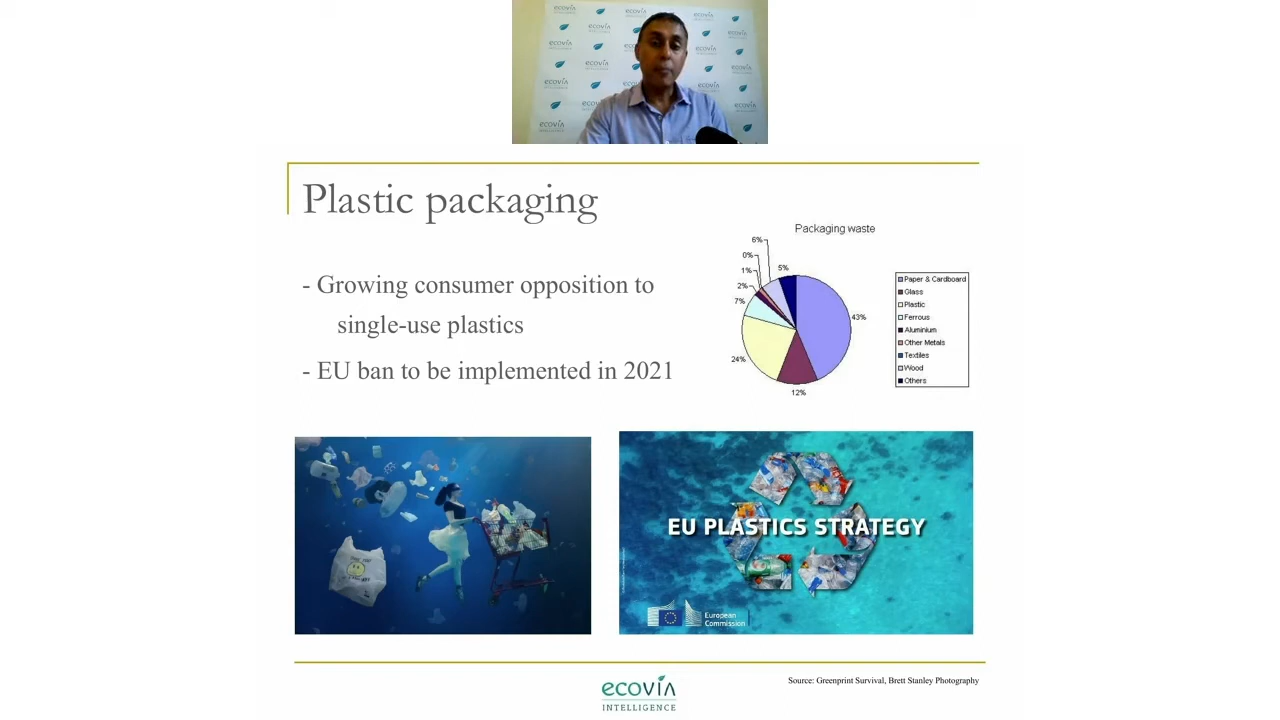 ecovia
INTELLIGENCE
Plastic packaging
- Growing consumer opposition to
single-use plastics
- EU ban to be implemented in 2021
Packaging waste
6%
0%
1%
2%
7%
5%
43%
24%
12%
Paper & Cardboard
Glass
Plastic
Ferrous
Aluminium
Other Metals
Textiles
Wood
Others
EU PLASTICS STRATEGY
European
Commission
Source: Greenprint Survival, Brett Stanley Photography
ecovia
INTELLIGENCE